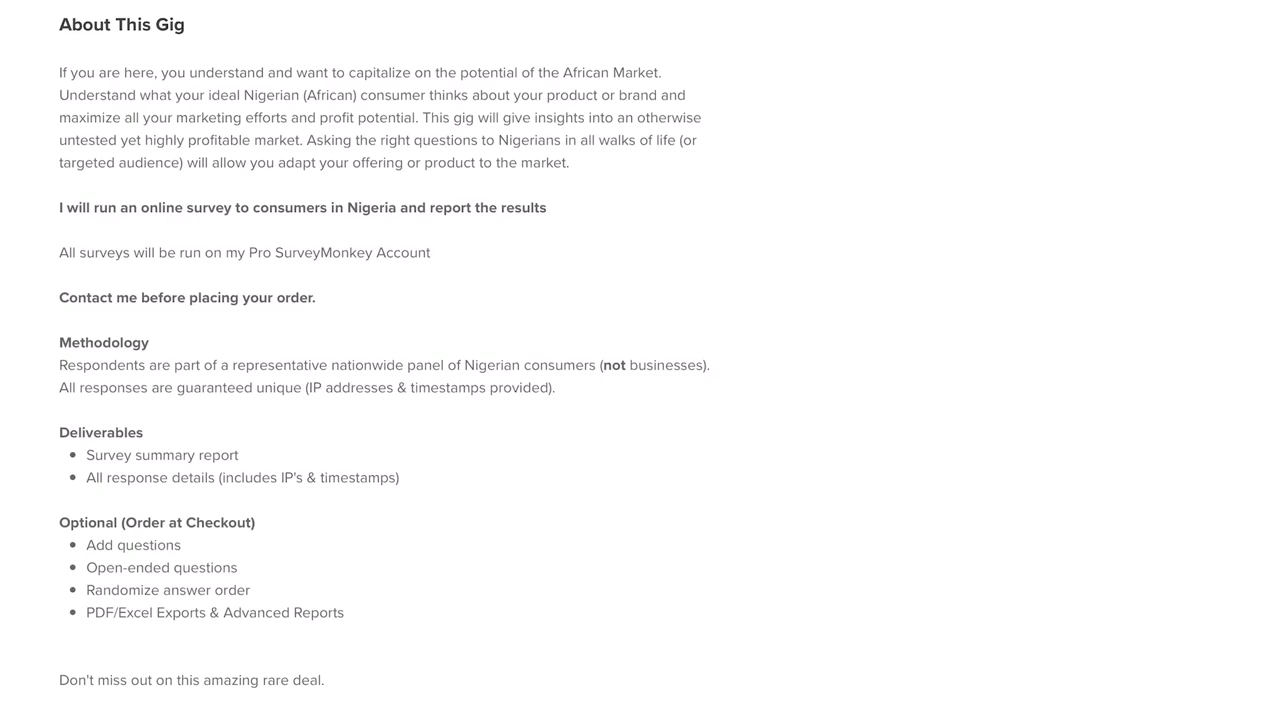 About This Gig
If you are here, you understand and want to capitalize on the potential of the African Market.
Understand what your ideal Nigerian (African) consumer thinks about your product or brand and
maximize all your marketing efforts and profit potential. This gig will give insights into an otherwise
untested yet highly profitable market. Asking the right questions to Nigerians in all walks of life (or
targeted audience) will allow you adapt your offering or product to the market.
I will run an online survey to consumers in Nigeria and report the results
All surveys will be run on my Pro SurveyMonkey Account
Contact me before placing your order.
Methodology
Respondents are part of a representative nationwide panel of Nigerian consumers (not businesses).
All responses are guaranteed unique (IP addresses & timestamps provided).
Deliverables
• Survey summary report
• All response details (includes IP's & timestamps)
Optional (Order at Checkout)
• Add questions
• Open-ended questions
• Randomize answer order
• PDF/Excel Exports & Advanced Reports
Don't miss out on this amazing rare deal.